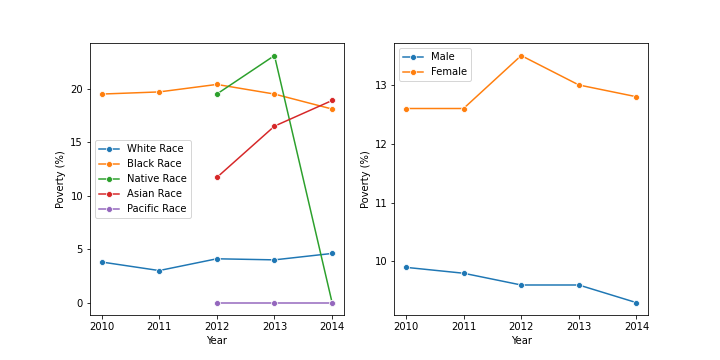 20
15
10
5
0
Poverty (%)
White Race
Black Race
Native Race
Asian Race
Pacific Race
2010 2011 2012 2013 2014
Year
Male
Female
13
12
11
10
Poverty (%)
2010 2011 2012 2013 2014
Year